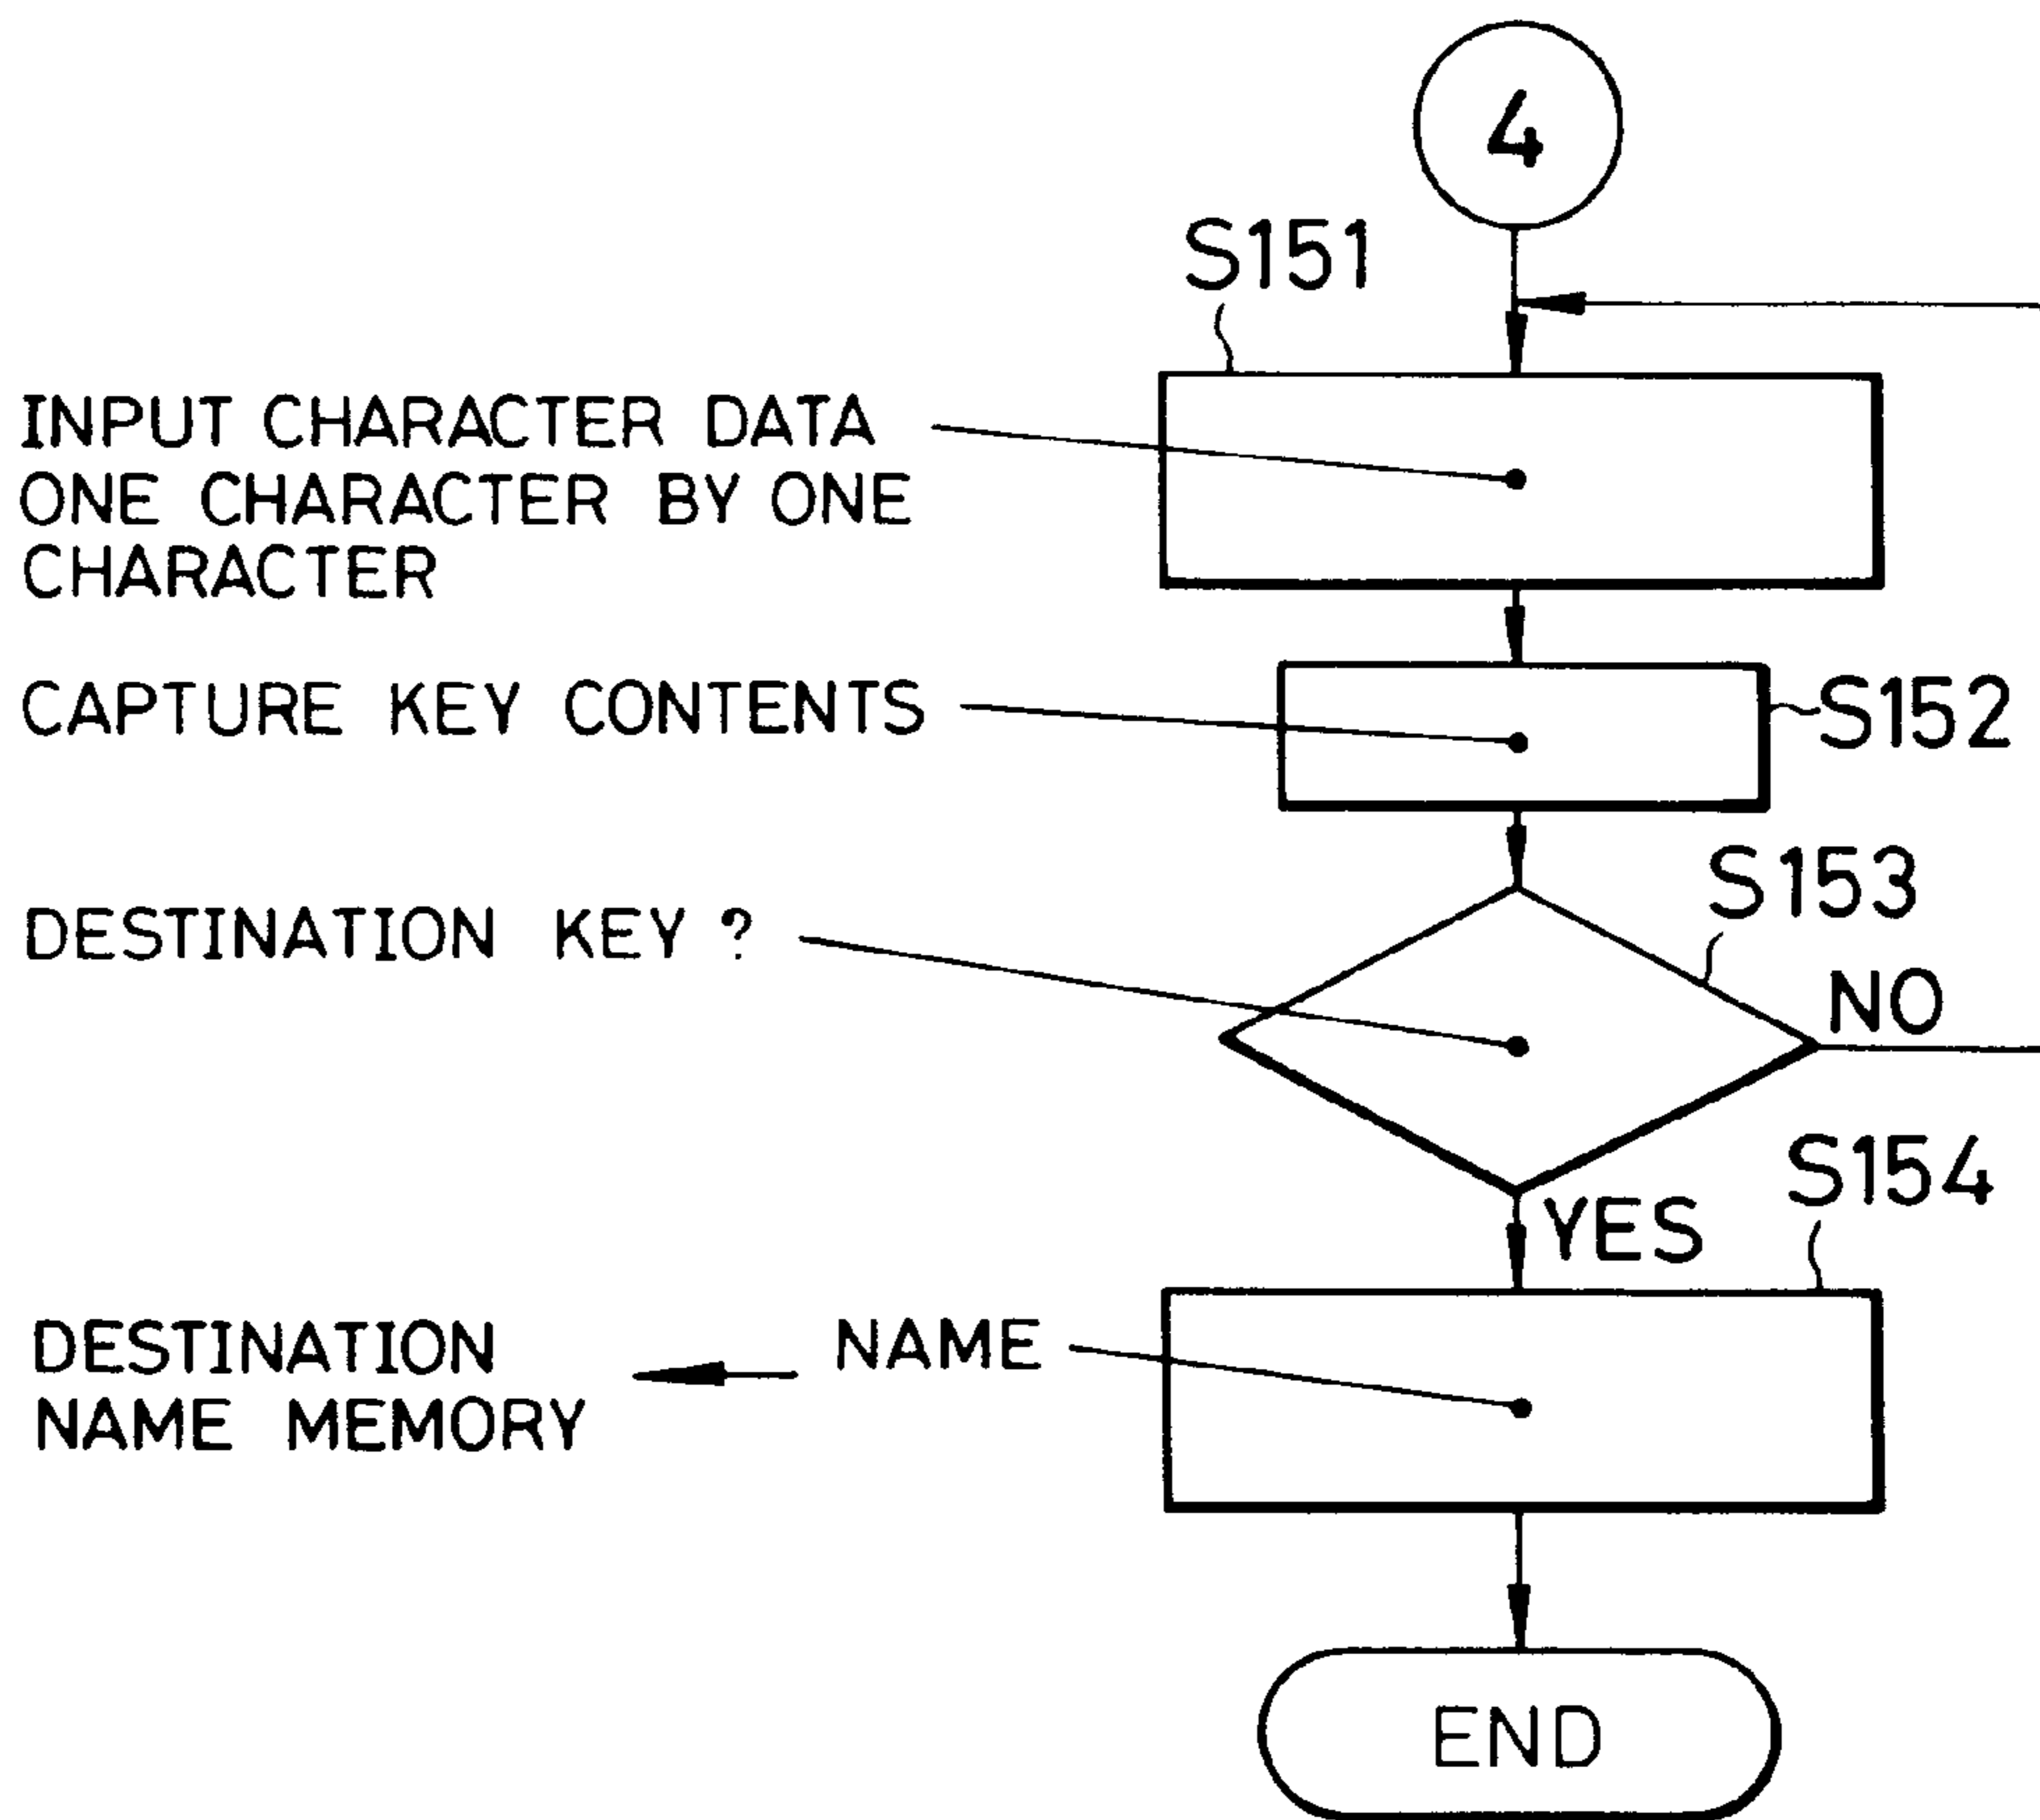 4
S151
INPUT CHARACTER DATA
ONE CHARACTER BY ONE
CHARACTER
CAPTURE KEY CONTENTS
S152
S153
DESTINATION KEY ?
NO
S154
YES
DESTINATION
NAME MEMORY
NAME
END